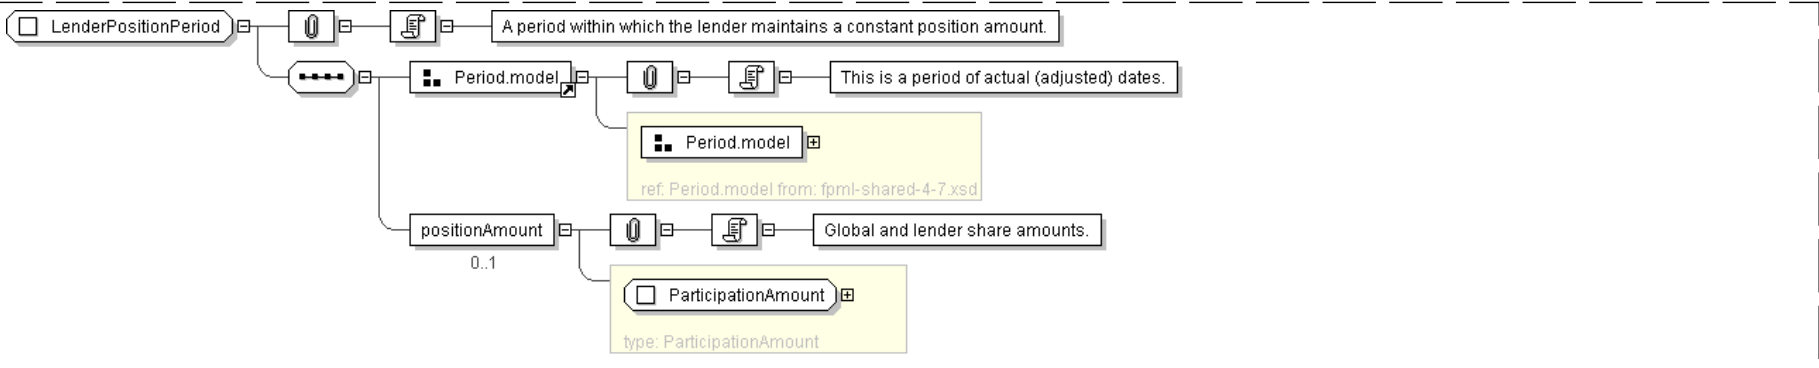 LenderPositionPeriod
A period within which the lender maintains a constant position amount.
Period.model
This is a period of actual (adjusted) dates.
Period.model
ref: Period.model from: fpml-shared-4-7.xsd
positionAmount
Global and lender share amounts.
0..1
ParticipationAmount
type: ParticipationAmount